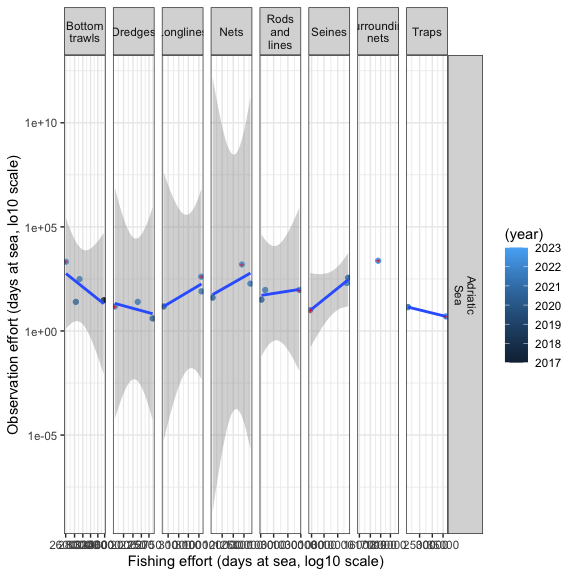 Bottom
trawls
Dredges
Longlines
Nets
Rods
and
lines
Seines
urroundin
nets
Traps
1e+10
1e+05
1e+00
1e-05
Observation effort (days at sea, lo10 scale)
Fishing effort (days at sea, log10 scale)
Adriatic
Sea
(year)
2023
2022
2021
2020
2019
2018
2017